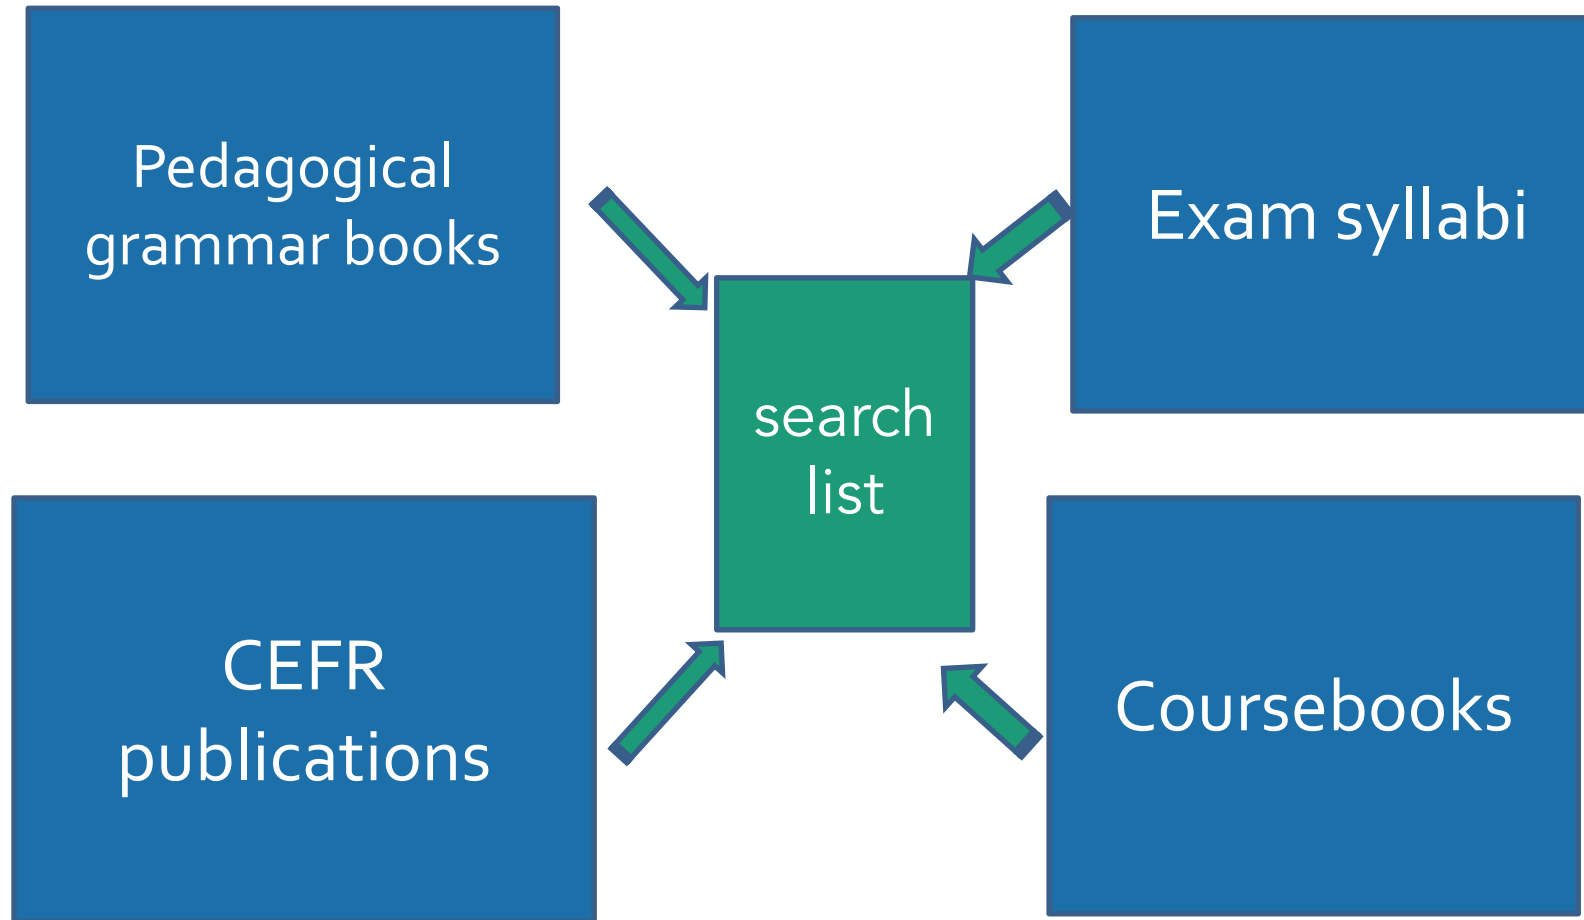 Pedagogical
grammar books
Exam syllabi
search
list
CEFR
publications
Coursebooks